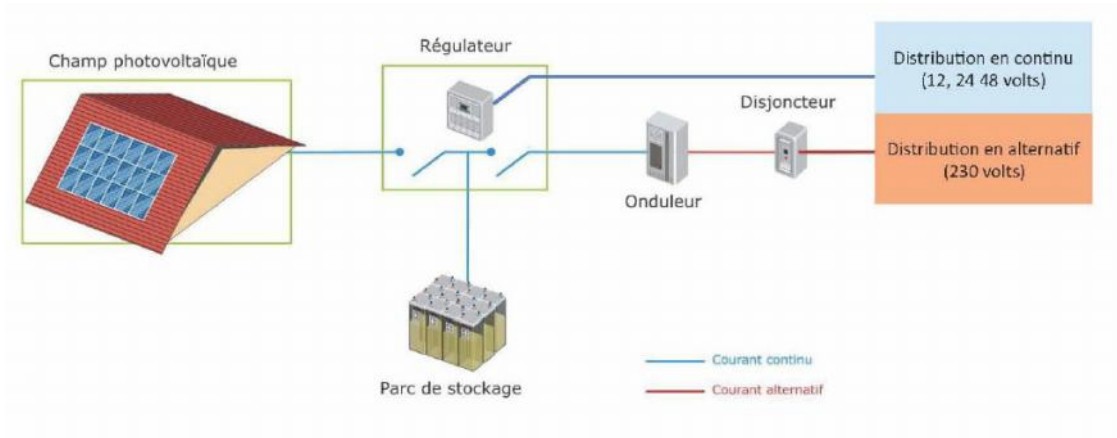 Champ photovoltaïque
Régulateur
Disjoncteur
Onduleur
Parc de stockage
Distribution en continu
(12, 24 48 volts)
Distribution en alternatif
(230 volts)
Courant continu
Courant alternatif